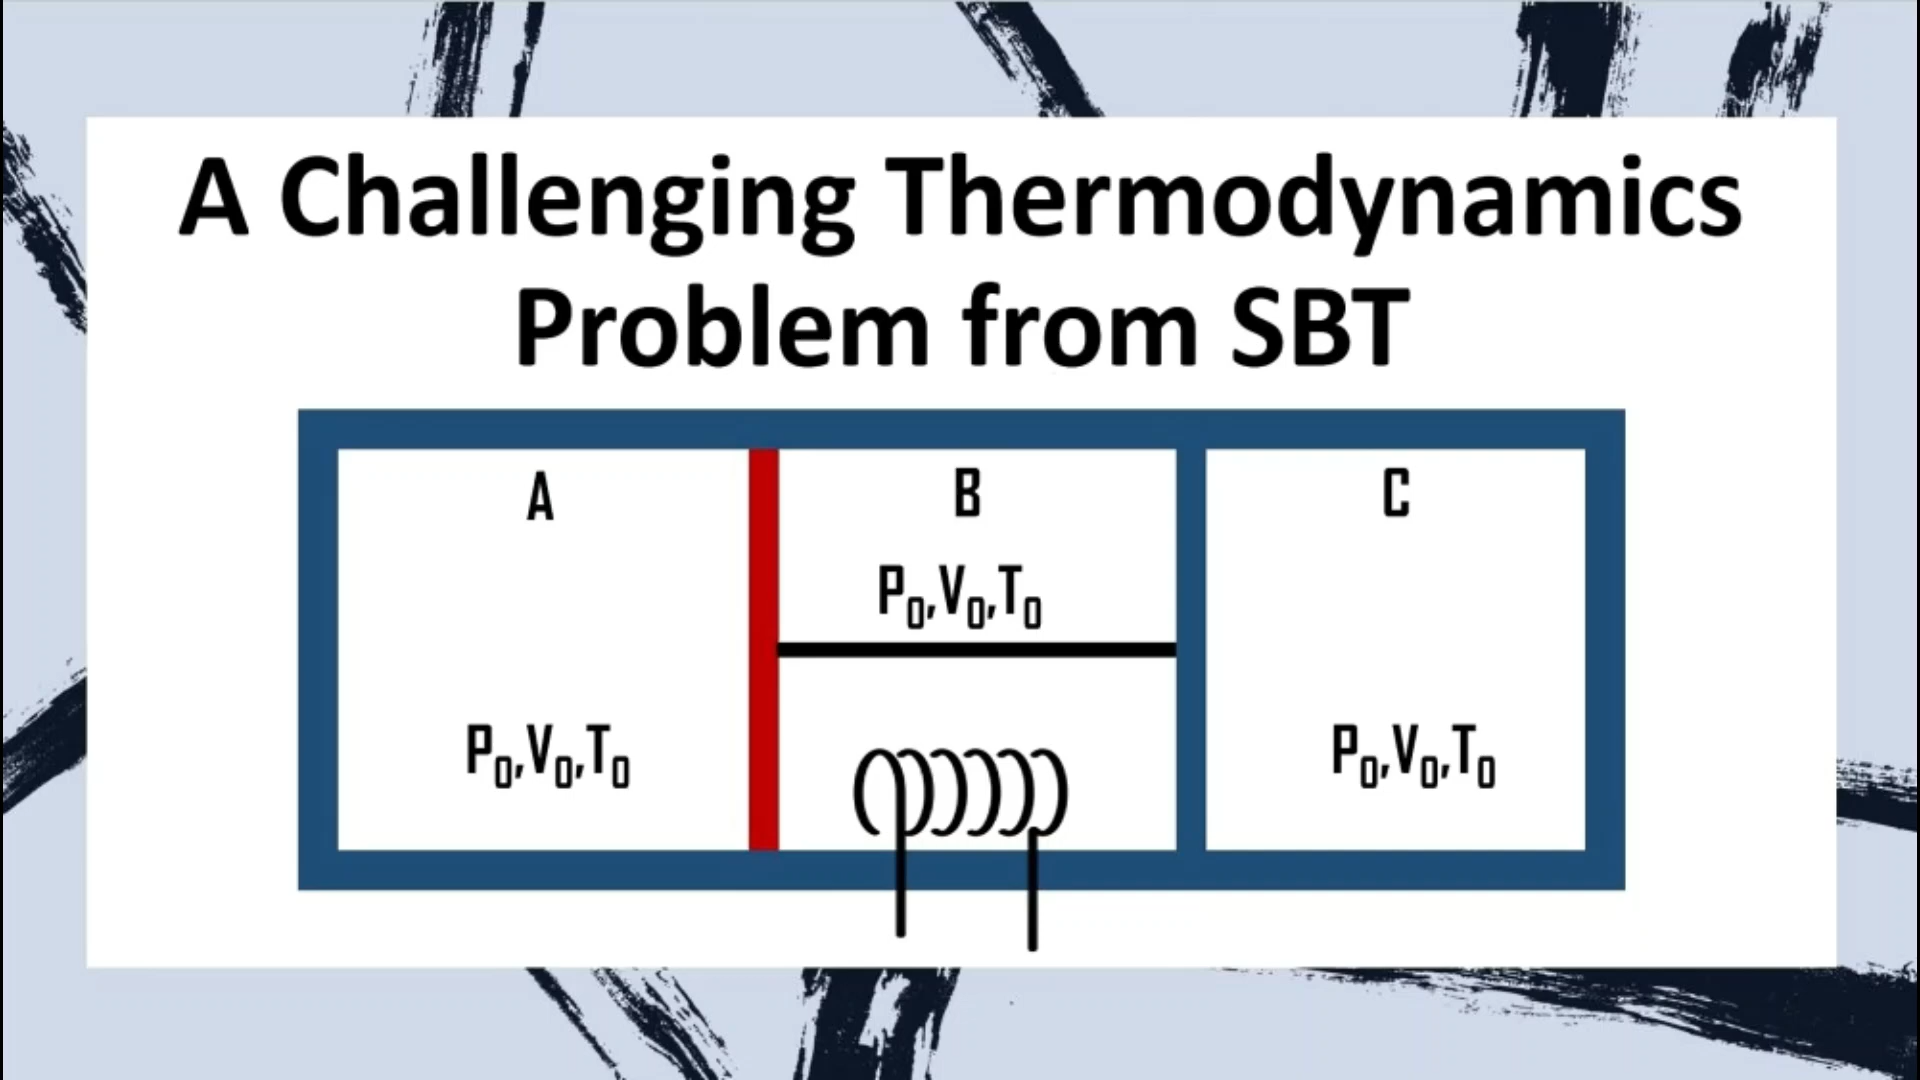 A Challenging Thermodynamics
Problem from SBT
A
B
C
P₀,V₀,T₀
P₀,V₀,T₀
P₀,V₀,T₀